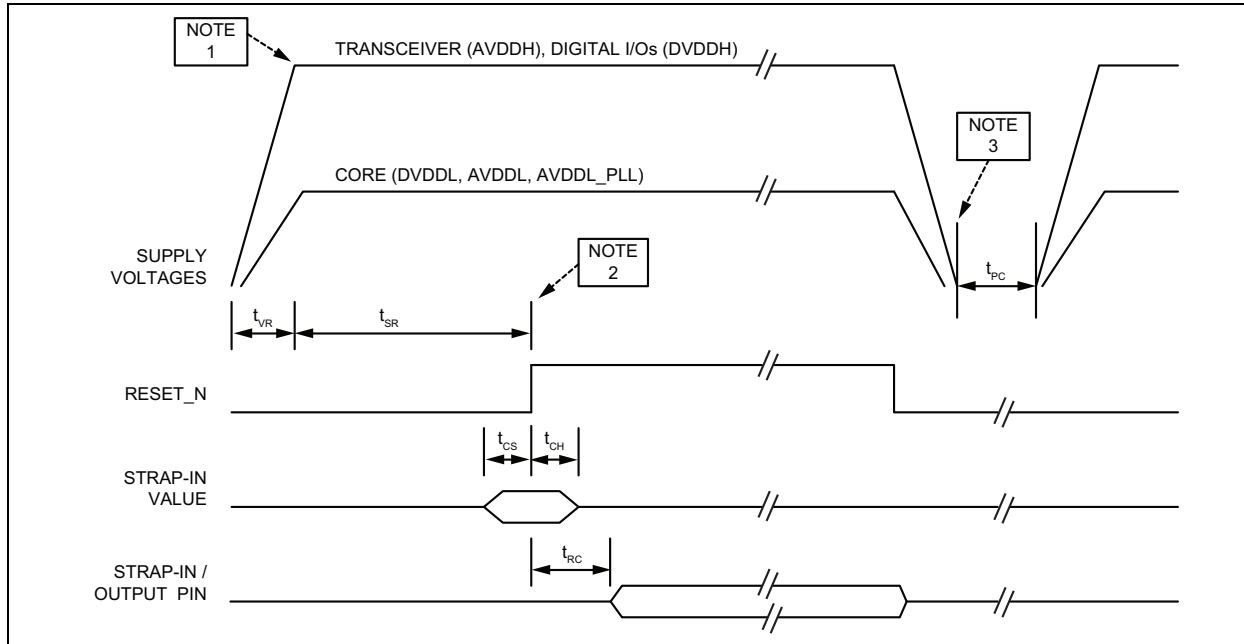 NOTE
1
TRANSCEIVER (AVDDH), DIGITAL I/Os (DVDDH)
NOTE
3
CORE (DVDDL, AVDDL, AVDDL_PLL)
SUPPLY
VOLTAGES
NOTE
2
tPC
tVR
tSR
RESET_N
tCS
tCH
STRAP-IN
VALUE
tRC
STRAP-IN /
OUTPUT PIN